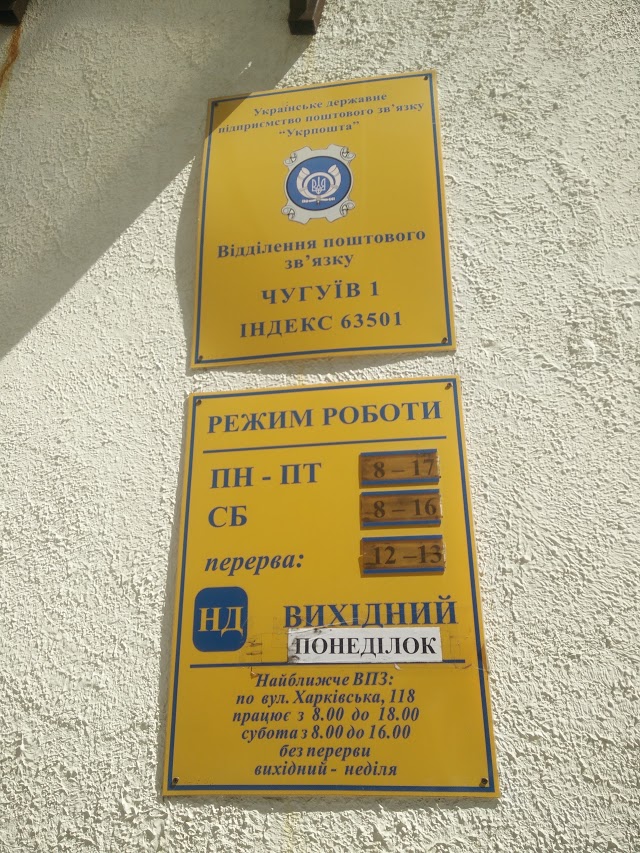 Українське державне
підприємство поштового зв'язку
"Укрпошта"
Відділення поштового
зв'язку
ЧУГУЇВ 1
ІНДЕКС 63501
РЕЖИМ РОБОТИ
ПН - ПТ 8 – 17
СБ 8 – 16
перерва: 12 – 13
НД ВИХІДНИЙ
ПОНЕДІЛОК
Найближче ВПЗ:
по вул. Харківська, 118
працює з 8.00 до 18.00
субота з 8.00 до 16.00
без перерви
вихідний - неділя